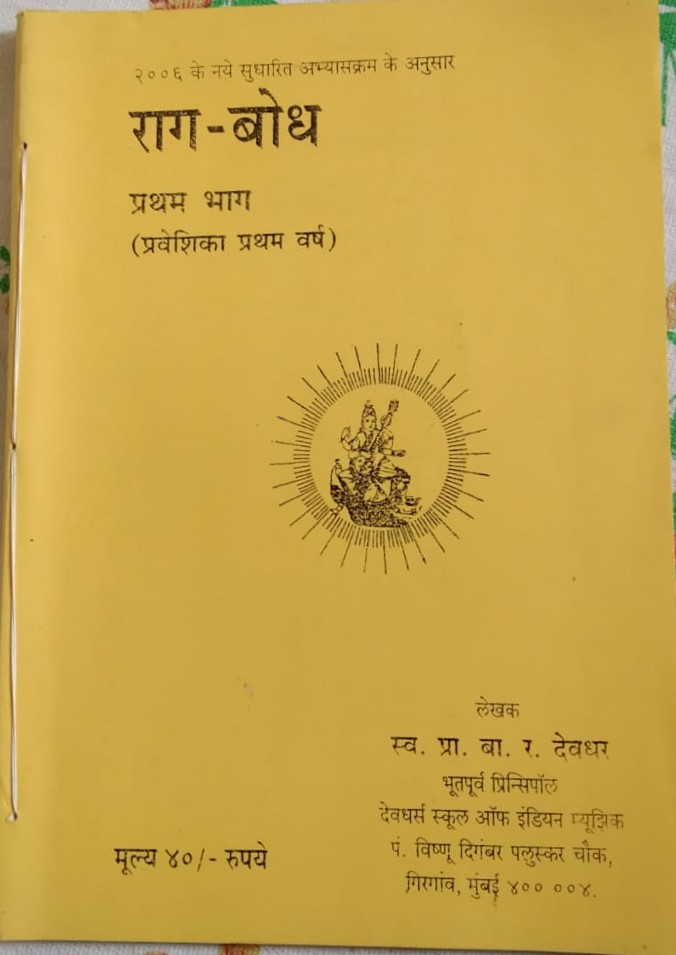 २००६ के नये सुधारित अभ्यासक्रम के अनुसार
राग-बोध
प्रथम भाग
(प्रवेशिका प्रथम वर्ष)
लेखक
स्व. प्रा. बा. र. देवधर
भूतपूर्व प्रिन्सिपॉल
देवधर्स स्कूल ऑफ इंडियन म्यूझिक
पं. विष्णू दिगंबर पलुस्कर चौक,
गिरगांव, मुंबई ४०० ००४.
मूल्य ४०/- रुपये